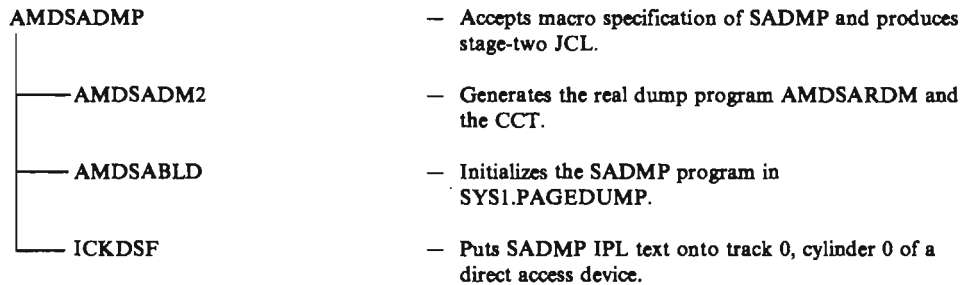 AMDSADMP — Accepts macro specification of SADMP and produces
stage-two JCL.
AMDSADM2 — Generates the real dump program AMDSARDM and
the CCT.
AMDSABLD — Initializes the SADMP program in
SYS1.PAGEDUMP.
ICKDSF — Puts SADMP IPL text onto track 0, cylinder 0 of a
direct access device.